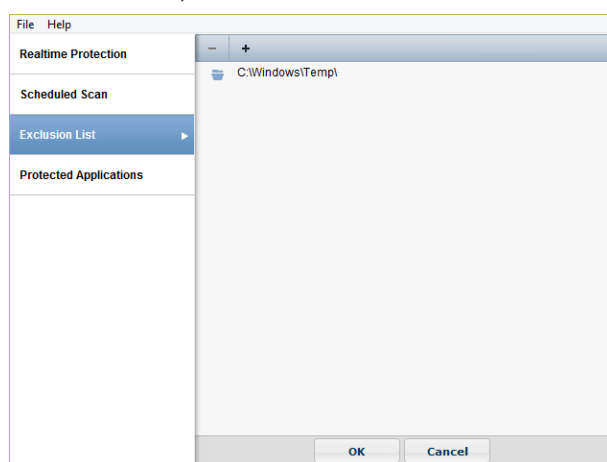 File Help
Realtime Protection
- +
C:\Windows\Temp\
Scheduled Scan
Exclusion List
Protected Applications
OK Cancel